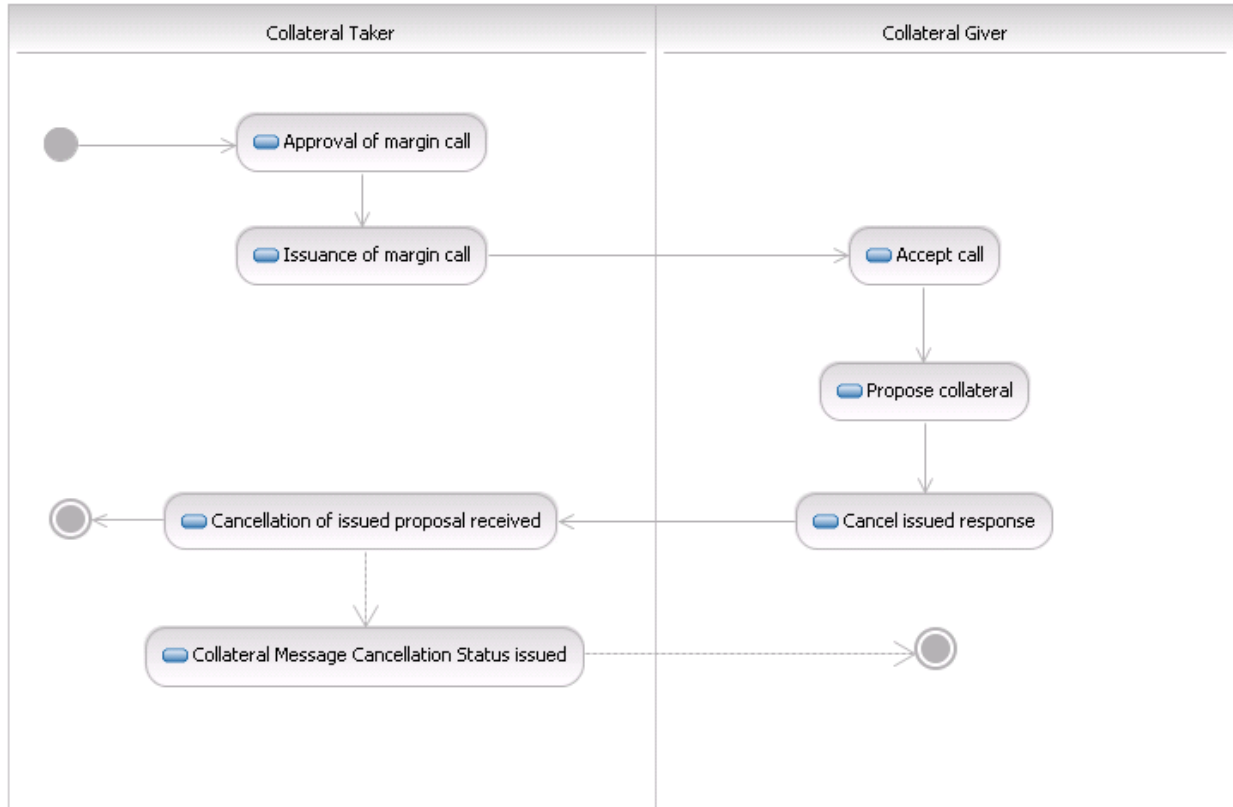 Collateral Taker
Collateral Giver
Approval of margin call
Issuance of margin call
Accept call
Propose collateral
Cancellation of issued proposal received
Cancel issued response
Collateral Message Cancellation Status issued